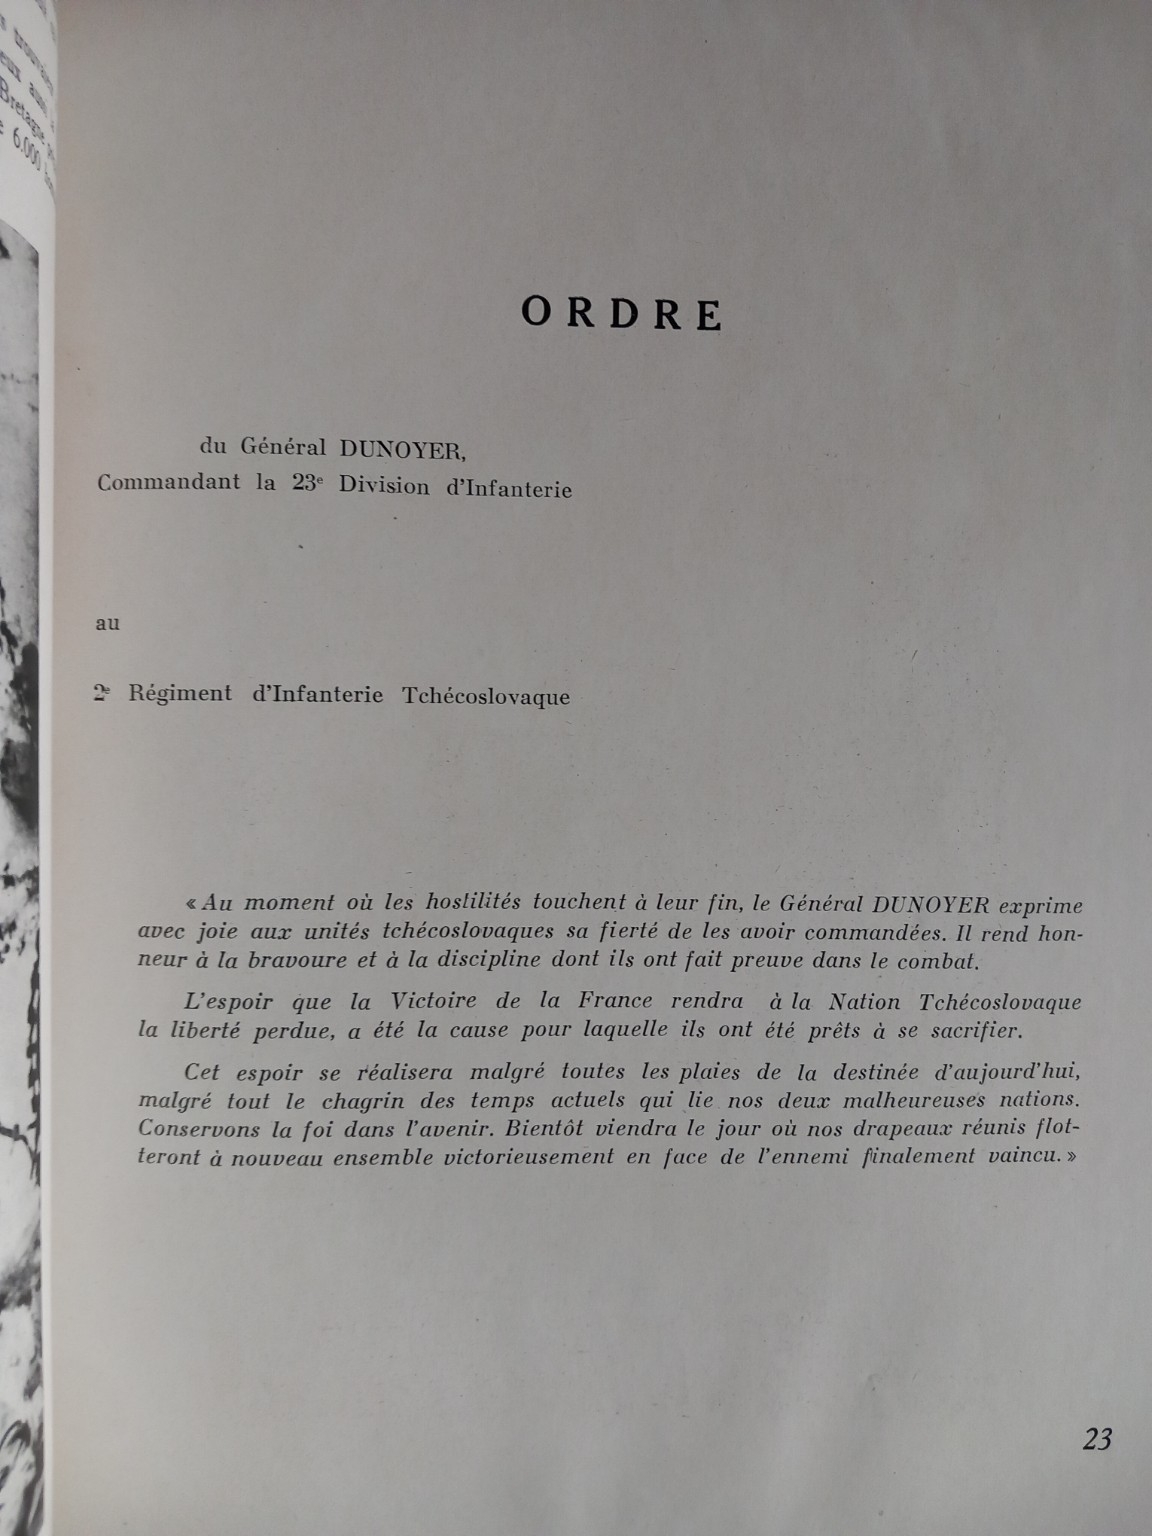 trouvaient
eux aussi
Bretagne
6.000
ORDRE
du Général DUNOYER,
Commandant la 23e Division d'Infanterie
au
2e Régiment d'Infanterie Tchécoslovaque
« Au moment où les hostilités touchent à leur fin, le Général DUNOYER exprime
avec joie aux unités tchécoslovaques sa fierté de les avoir commandées. Il rend hon-
neur à la bravoure et à la discipline dont ils ont fait preuve dans le combat.
L'espoir que la Victoire de la France rendra à la Nation Tchécoslovaque
la liberté perdue, a été la cause pour laquelle ils ont été prêts à se sacrifier.
Cet espoir se réalisera malgré toutes les plaies de la destinée d'aujourd'hui,
malgré tout le chagrin des temps actuels qui lie nos deux malheureuses nations.
Conservons la foi dans l'avenir. Bientôt viendra le jour où nos drapeaux réunis flot-
teront à nouveau ensemble victorieusement en face de l'ennemi finalement vaincu. »
23